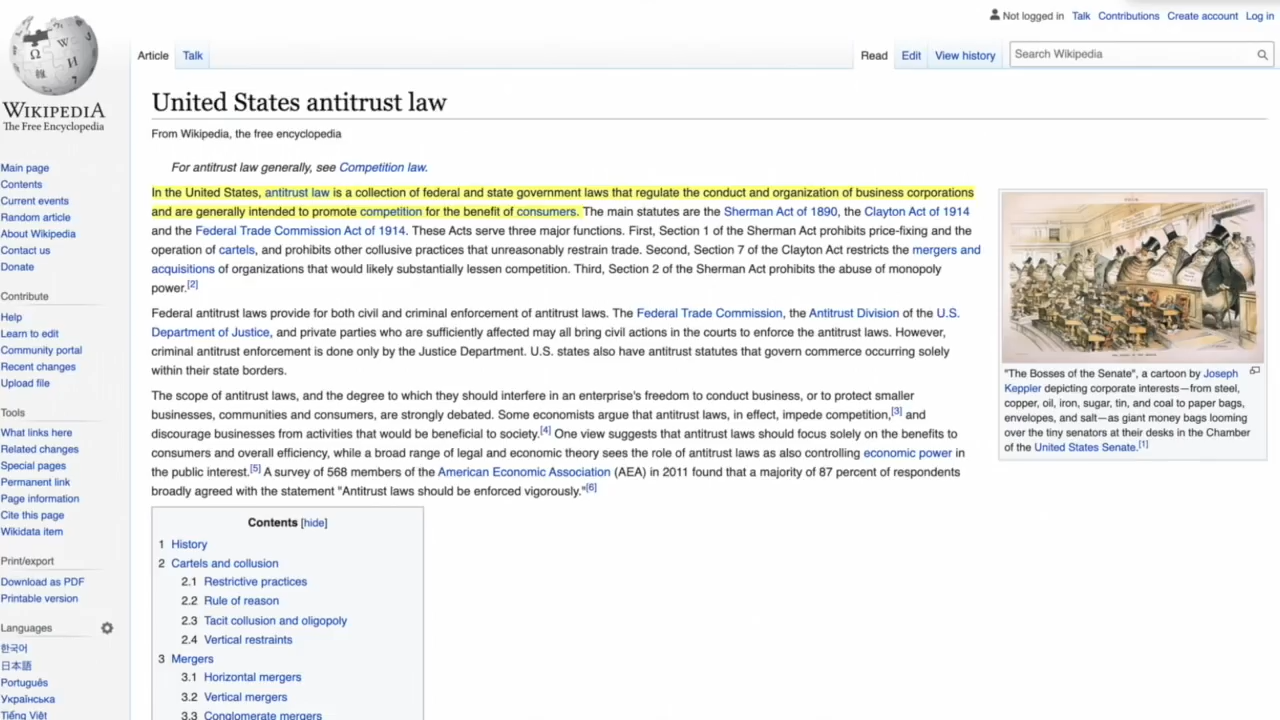 Not logged in Talk Contributions Create account Log in
Article Talk Read Edit View history Search Wikipedia
WIKIPEDIA
The Free Encyclopedia
Main page
Contents
Current events
Random article
About Wikipedia
Contact us
Donate
Contribute
Help
Learn to edit
Community portal
Recent changes
Upload file
Tools
What links here
Related changes
Special pages
Permanent link
Page information
Cite this page
Wikidata item
Print/export
Download as PDF
Printable version
Languages
한국어
日本語
Português
Українська
Tiếng Việt
United States antitrust law
From Wikipedia, the free encyclopedia
For antitrust law generally, see Competition law.
In the United States, antitrust law is a collection of federal and state government laws that regulate the conduct and organization of business corporations
and are generally intended to promote competition for the benefit of consumers. The main statutes are the Sherman Act of 1890, the Clayton Act of 1914
and the Federal Trade Commission Act of 1914. These Acts serve three major functions. First, Section 1 of the Sherman Act prohibits price-fixing and the
operation of cartels, and prohibits other collusive practices that unreasonably restrain trade. Second, Section 7 of the Clayton Act restricts the mergers and
acquisitions of organizations that would likely substantially lessen competition. Third, Section 2 of the Sherman Act prohibits the abuse of monopoly
power.[2]
Federal antitrust laws provide for both civil and criminal enforcement of antitrust laws. The Federal Trade Commission, the Antitrust Division of the U.S.
Department of Justice, and private parties who are sufficiently affected may all bring civil actions in the courts to enforce the antitrust laws. However,
criminal antitrust enforcement is done only by the Justice Department. U.S. states also have antitrust statutes that govern commerce occurring solely
within their state borders.
The scope of antitrust laws, and the degree to which they should interfere in an enterprise's freedom to conduct business, or to protect smaller
businesses, communities and consumers, are strongly debated. Some economists argue that antitrust laws, in effect, impede competition,[3] and
discourage businesses from activities that would be beneficial to society.[4] One view suggests that antitrust laws should focus solely on the benefits to
consumers and overall efficiency, while a broad range of legal and economic theory sees the role of antitrust laws as also controlling economic power in
the public interest.[5] A survey of 568 members of the American Economic Association (AEA) in 2011 found that a majority of 87 percent of respondents
broadly agreed with the statement "Antitrust laws should be enforced vigorously."[6]
Contents [hide]
1 History
2 Cartels and collusion
2.1 Restrictive practices
2.2 Rule of reason
2.3 Tacit collusion and oligopoly
2.4 Vertical restraints
3 Mergers
3.1 Horizontal mergers
3.2 Vertical mergers
3.3 Conglomerate mergers
"The Bosses of the Senate", a cartoon by Joseph
Keppler depicting corporate interests—from steel,
copper, oil, iron, sugar, tin, and coal to paper bags,
envelopes, and salt—as giant money bags looming
over the tiny senators at their desks in the Chamber
of the United States Senate.[1]